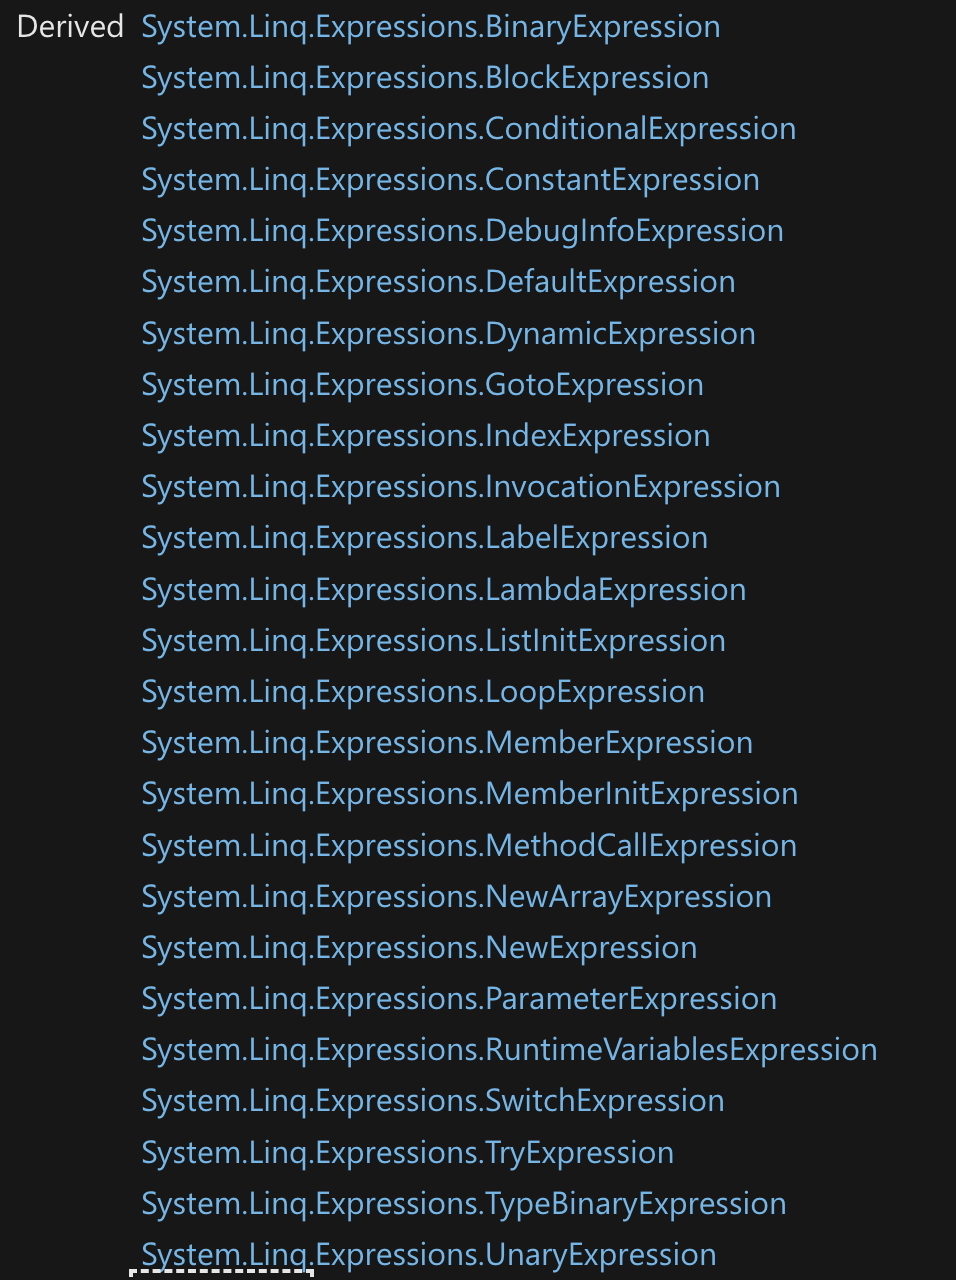 Derived System.Linq.Expressions.BinaryExpression
System.Linq.Expressions.BlockExpression
System.Linq.Expressions.ConditionalExpression
System.Linq.Expressions.ConstantExpression
System.Linq.Expressions.DebugInfoExpression
System.Linq.Expressions.DefaultExpression
System.Linq.Expressions.DynamicExpression
System.Linq.Expressions.GotoExpression
System.Linq.Expressions.IndexExpression
System.Linq.Expressions.InvocationExpression
System.Linq.Expressions.LabelExpression
System.Linq.Expressions.LambdaExpression
System.Linq.Expressions.ListInitExpression
System.Linq.Expressions.LoopExpression
System.Linq.Expressions.MemberExpression
System.Linq.Expressions.MemberInitExpression
System.Linq.Expressions.MethodCallExpression
System.Linq.Expressions.NewArrayExpression
System.Linq.Expressions.NewExpression
System.Linq.Expressions.ParameterExpression
System.Linq.Expressions.RuntimeVariablesExpression
System.Linq.Expressions.SwitchExpression
System.Linq.Expressions.TryExpression
System.Linq.Expressions.TypeBinaryExpression
System.Linq.Expressions.UnaryExpression